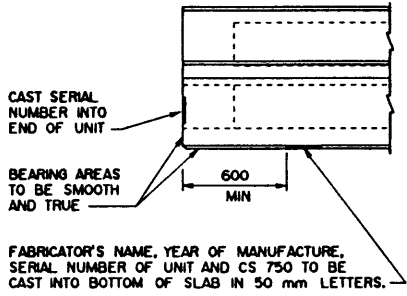 CAST SERIAL
NUMBER INTO
END OF UNIT
BEARING AREAS
TO BE SMOOTH
AND TRUE
600
MIN
FABRICATOR'S NAME, YEAR OF MANUFACTURE,
SERIAL NUMBER OF UNIT AND CS 750 TO BE
CAST INTO BOTTOM OF SLAB IN 50 mm LETTERS.